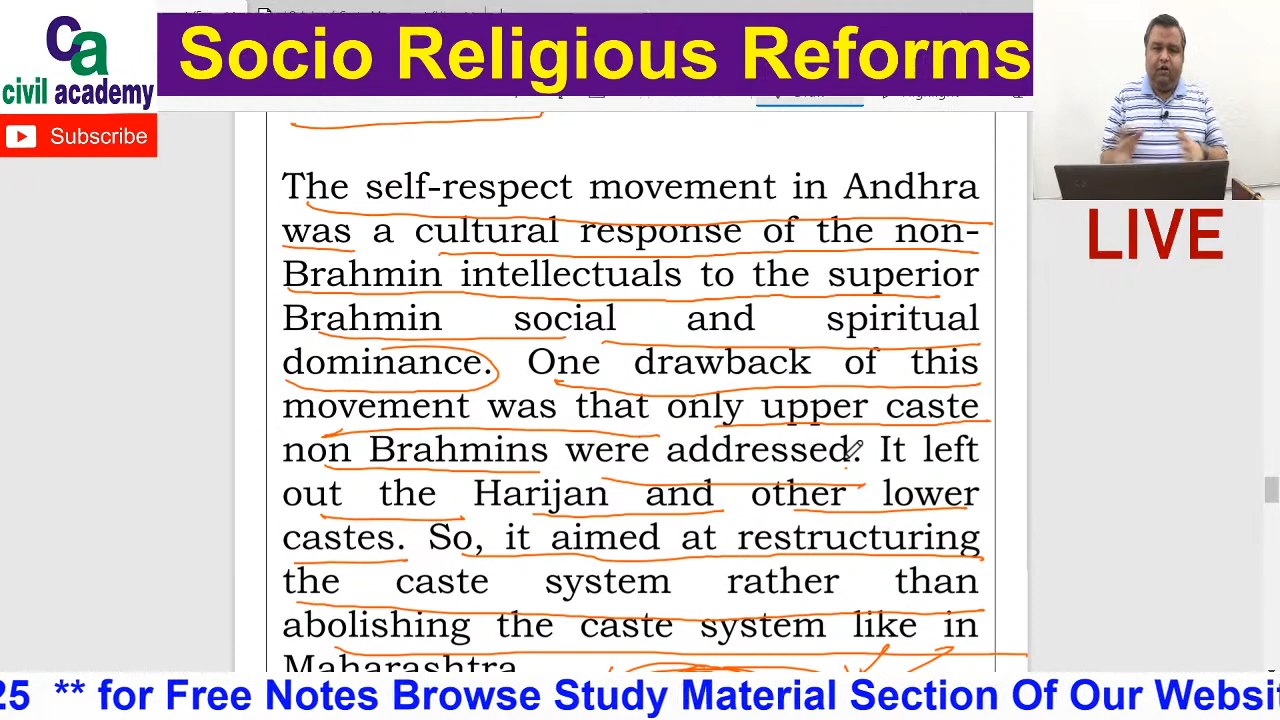 ca
civil academy
Subscribe
Socio Religious Reforms
LIVE
The self-respect movement in Andhra
was a cultural response of the non-
Brahmin intellectuals to the superior
Brahmin social and spiritual
dominance. One drawback of this
movement was that only upper caste
non Brahmins were addressed. It left
out the Harijan and other lower
castes. So, it aimed at restructuring
the caste system rather than
abolishing the caste system like in
Maharashtra
25 ** for Free Notes Browse Study Material Section Of Our Websi